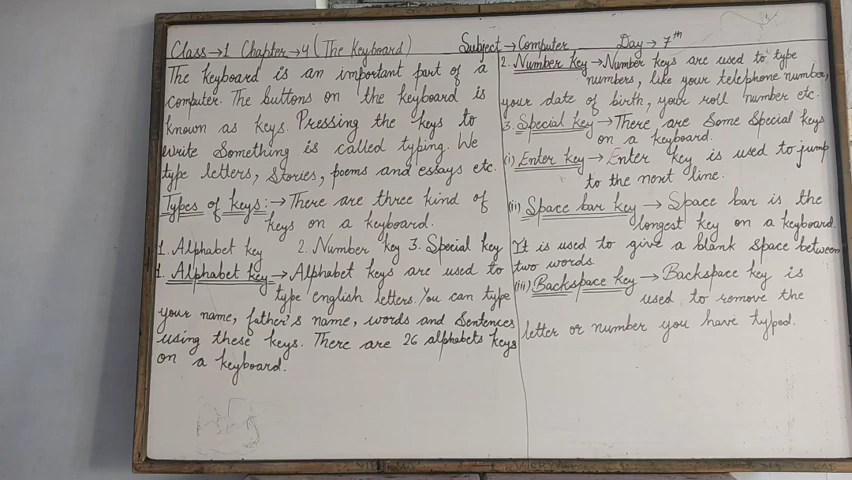 Class→1 Chapter→4 (The Keyboard) Subject→Computer Day→7th
The keyboard is an important part of a
computer. The buttons on the keyboard is
known as keys. Pressing the keys to
write something is called typing. We
type letters, stories, poems and essays etc.
Types of keys:→There are three kind of
keys on a keyboard.
1. Alphabet key 2. Number key 3. Special key
1. Alphabet key→Alphabet keys are used to
type english letters. You can type
your name, father's name, words and sentences
using these keys. There are 26 alphabets keys
on a keyboard.
2. Number key→Number keys are used to type
numbers, like your telephone number,
your date of birth, your roll number etc.
3. Special key→There are some special keys
on a keyboard.
(i) Enter key→Enter key is used to jump
to the next line.
(ii) Space bar key→Space bar is the
longest key on a keyboard.
It is used to give a blank space between
two words.
(iii) Backspace key→Backspace key is
used to remove the
letter or number you have typed.